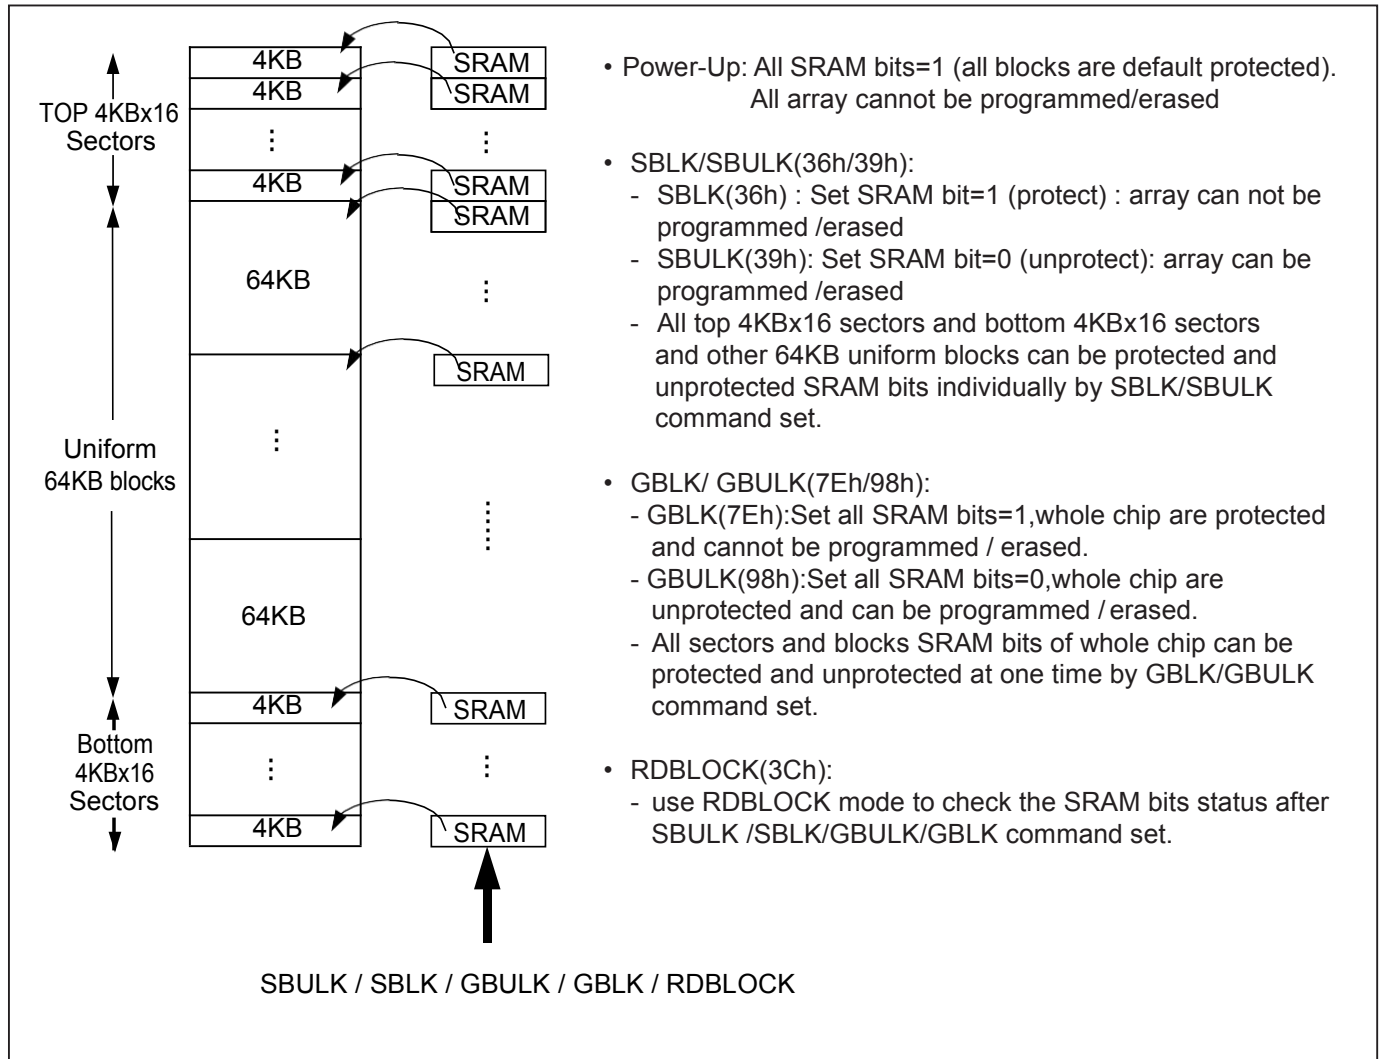 4KB
SRAM
4KB
SRAM
TOP 4KBx16
Sectors
4KB
SRAM
SRAM
64KB
SRAM
Uniform
64KB blocks
64KB
4KB
SRAM
Bottom
4KBx16
Sectors
4KB
SRAM
SBULK / SBLK / GBULK / GBLK / RDBLOCK
• Power-Up: All SRAM bits=1 (all blocks are default protected).
All array cannot be programmed/erased
• SBLK/SBULK(36h/39h):
- SBLK(36h) : Set SRAM bit=1 (protect) : array can not be
programmed /erased
- SBULK(39h): Set SRAM bit=0 (unprotect): array can be
programmed /erased
- All top 4KBx16 sectors and bottom 4KBx16 sectors
and other 64KB uniform blocks can be protected and
unprotected SRAM bits individually by SBLK/SBULK
command set.
• GBLK/ GBULK(7Eh/98h):
- GBLK(7Eh):Set all SRAM bits=1,whole chip are protected
and cannot be programmed / erased.
- GBULK(98h):Set all SRAM bits=0,whole chip are
unprotected and can be programmed / erased.
- All sectors and blocks SRAM bits of whole chip can be
protected and unprotected at one time by GBLK/GBULK
command set.
• RDBLOCK(3Ch):
- use RDBLOCK mode to check the SRAM bits status after
SBULK /SBLK/GBULK/GBLK command set.